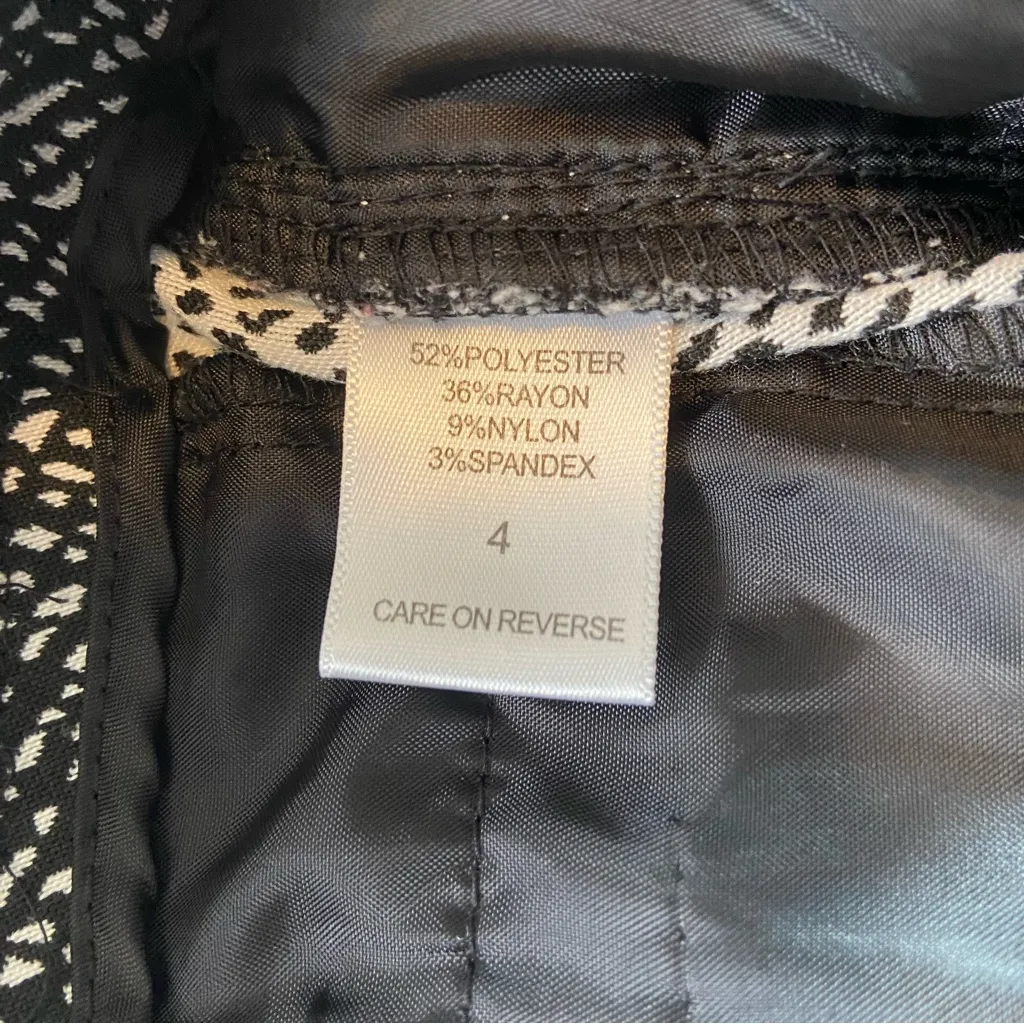 52%POLYESTER
36%RAYON
9%NYLON
3%SPANDEX
4
CARE ON REVERSE